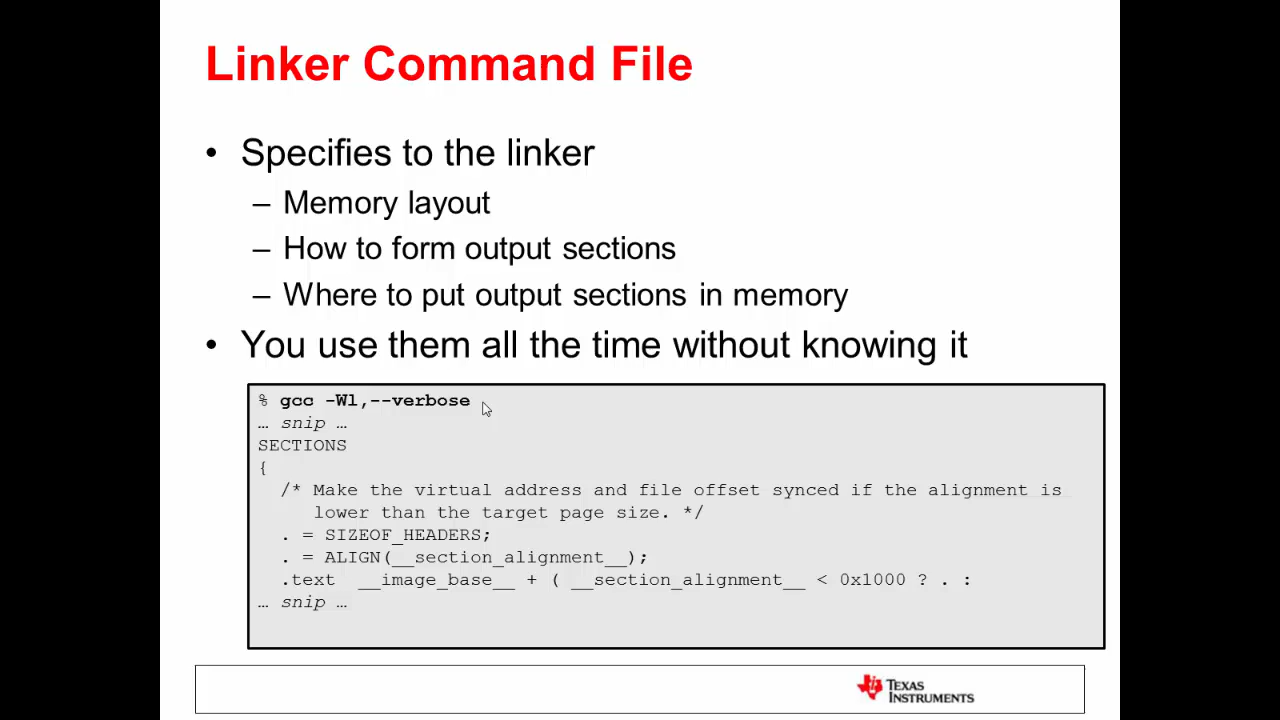 Linker Command File
• Specifies to the linker
– Memory layout
– How to form output sections
– Where to put output sections in memory
• You use them all the time without knowing it
% gcc -Wl,--verbose
… snip …
SECTIONS
{
/* Make the virtual address and file offset synced if the alignment is
lower than the target page size. */
. = SIZEOF_HEADERS;
. = ALIGN(__section_alignment__);
.text __image_base__ + ( __section_alignment__ < 0x1000 ? . :
… snip …
TEXAS
INSTRUMENTS